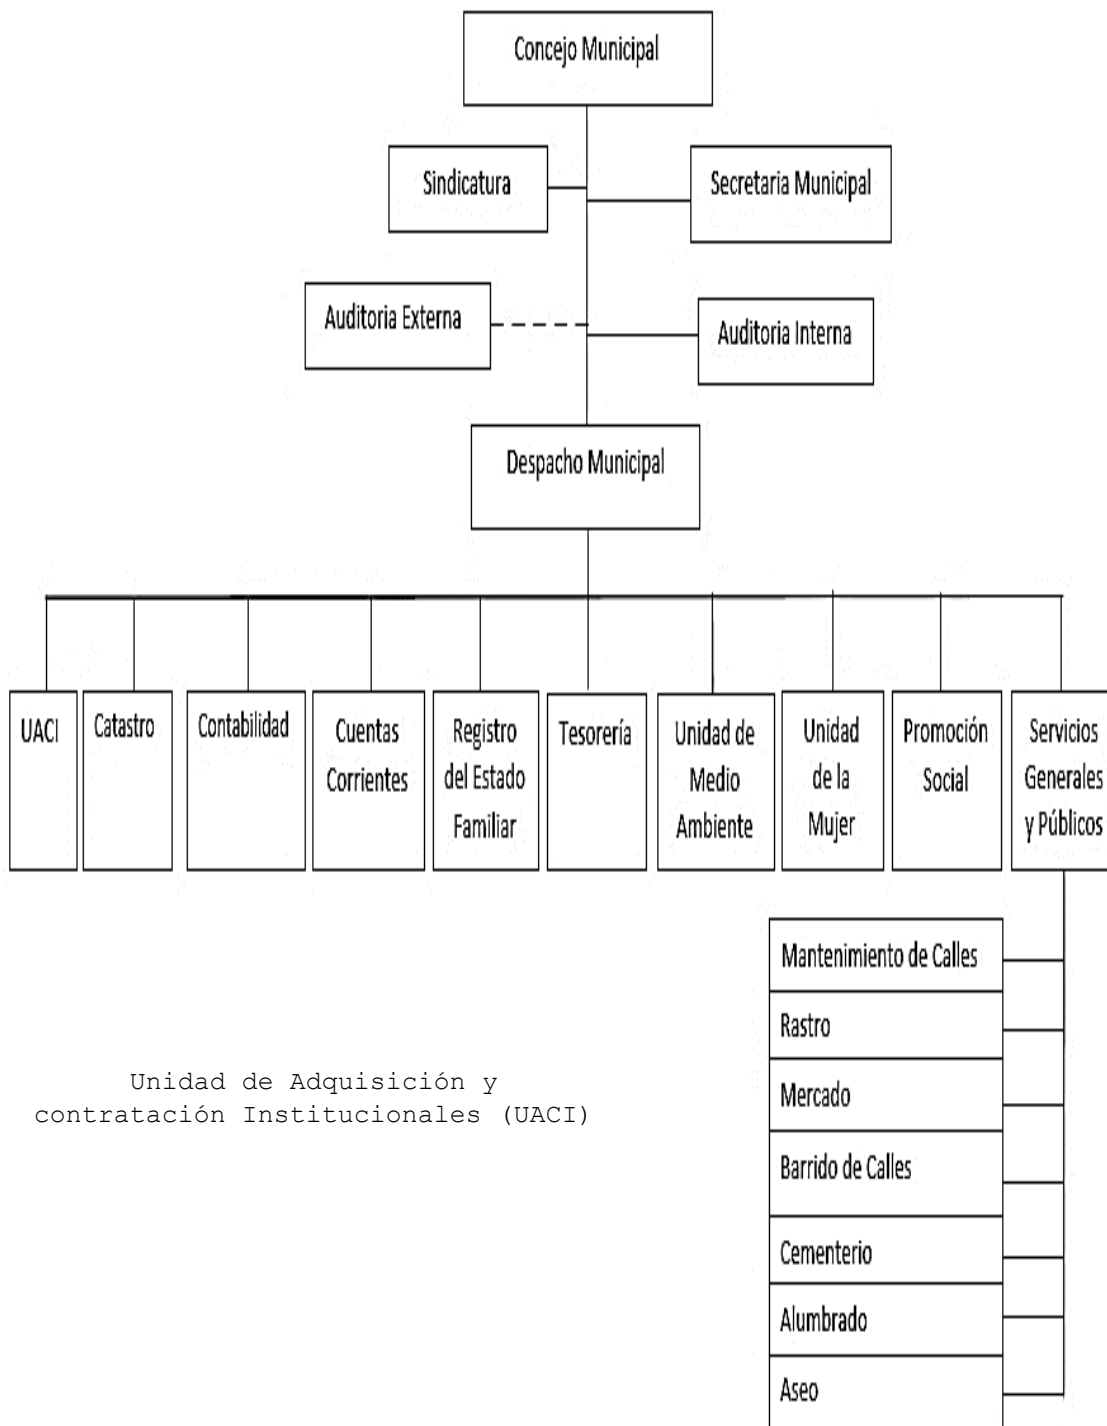 Concejo Municipal
Sindicatura
Secretaria Municipal
Auditoria Externa
Auditoria Interna
Despacho Municipal
UACI
Catastro
Contabilidad
Cuentas
Corrientes
Registro
del Estado
Familiar
Tesorería
Unidad de
Medio
Ambiente
Unidad
de la
Mujer
Promoción
Social
Servicios
Generales
y Públicos
Mantenimiento de Calles
Rastro
Mercado
Barrido de Calles
Cementerio
Alumbrado
Aseo
Unidad de Adquisición y
contratación Institucionales (UACI)